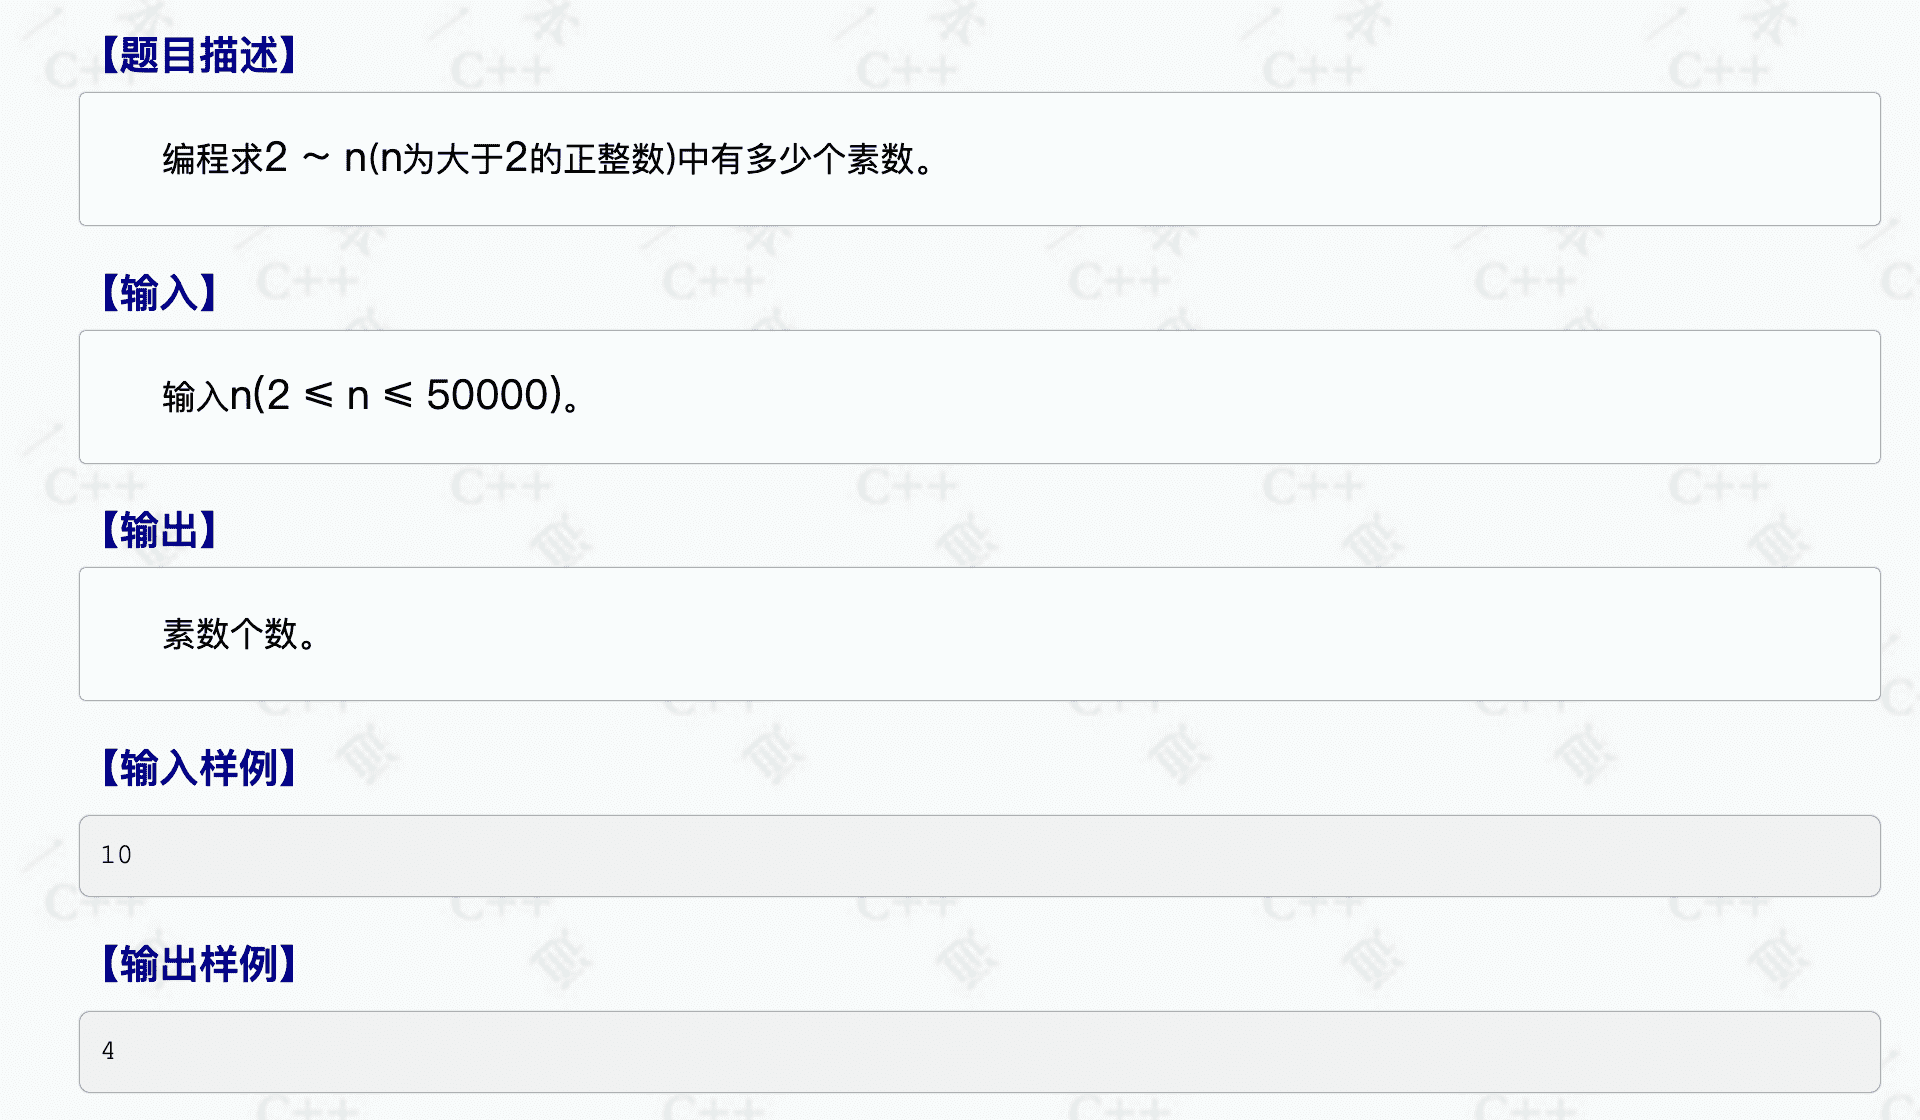 【题目描述】
编程求2 ~ n(n为大于2的正整数)中有多少个素数。
【输入】
输入n(2 ⩽ n ⩽ 50000)。
【输出】
素数个数。
【输入样例】
10
【输出样例】
4